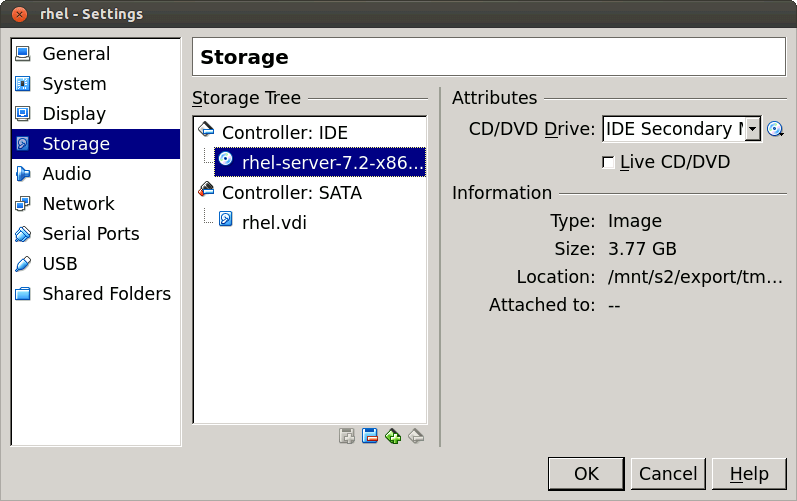 rhel - Settings
General
System
Display
Storage
Audio
Network
Serial Ports
USB
Shared Folders
Storage
Storage Tree
Controller: IDE
rhel-server-7.2-x86...
Controller: SATA
rhel.vdi
Attributes
CD/DVD Drive: IDE Secondary
Live CD/DVD
Information
Type: Image
Size: 3.77 GB
Location: /mnt/s2/export/tm...
Attached to: --
OK Cancel Help